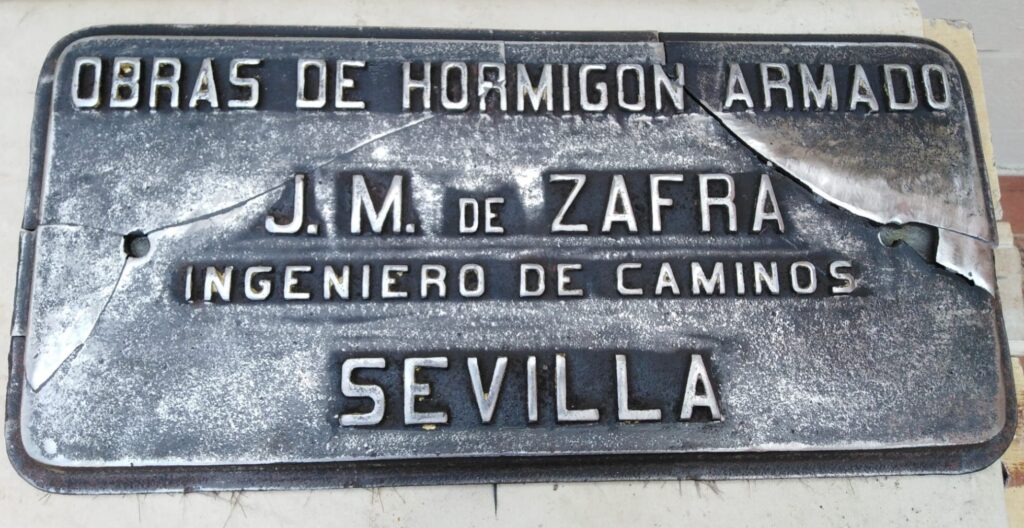 OBRAS DE HORMIGON ARMADO
J. M. DE ZAFRA
INGENIERO DE CAMINOS
SEVILLA